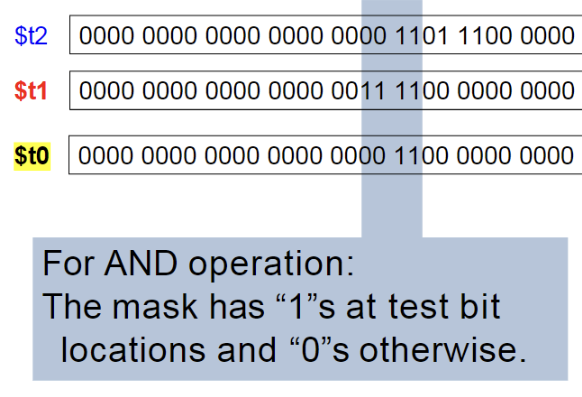 $t2 0000 0000 0000 0000 0000 1101 1100 0000
$t1 0000 0000 0000 0000 0011 1100 0000 0000
$t0 0000 0000 0000 0000 0000 1100 0000 0000
For AND operation:
The mask has “1”s at test bit
locations and “0”s otherwise.